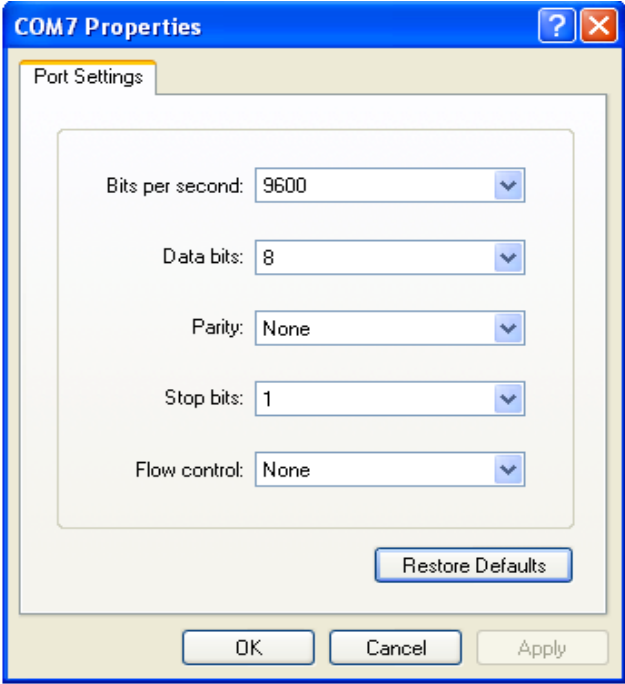 COM7 Properties
Port Settings
Bits per second: 9600
Data bits: 8
Parity: None
Stop bits: 1
Flow control: None
Restore Defaults
OK Cancel Apply